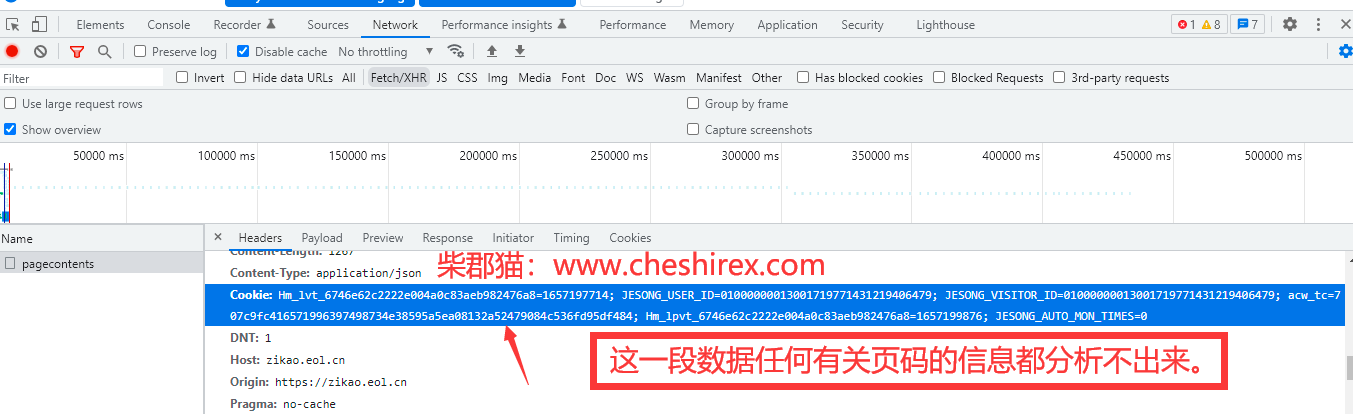 Elements Console Recorder Sources Network Performance insights Performance Memory Application Security Lighthouse 1 8 7
Preserve log Disable cache No throttling
Filter Invert Hide data URLs All Fetch/XHR JS CSS Img Media Font Doc WS Wasm Manifest Other Has blocked cookies Blocked Requests 3rd-party requests
Use large request rows Group by frame
Show overview Capture screenshots
50000 ms 100000 ms 150000 ms 200000 ms 250000 ms 300000 ms 350000 ms 400000 ms 450000 ms 500000 ms
Name × Headers Payload Preview Response Initiator Timing Cookies
pagecontents
Content-Length: 1267
Content-Type: application/json
柴郡猫：www.cheshirex.com
Cookie: Hm_lvt_6746e62c2222e004a0c83aeb982476a8=1657197714; JESONG_USER_ID=01000000013001719771431219406479; JESONG_VISITOR_ID=01000000013001719771431219406479; acw_tc=7
07c9fc416571996397498734e38595a5ea08132a52479084c536fd95df484; Hm_lpvt_6746e62c2222e004a0c83aeb982476a8=1657199876; JESONG_AUTO_MON_TIMES=0
DNT: 1
Host: zikao.eol.cn
Origin: https://zikao.eol.cn
Pragma: no-cache
这一段数据任何有关页码的信息都分析不出来。